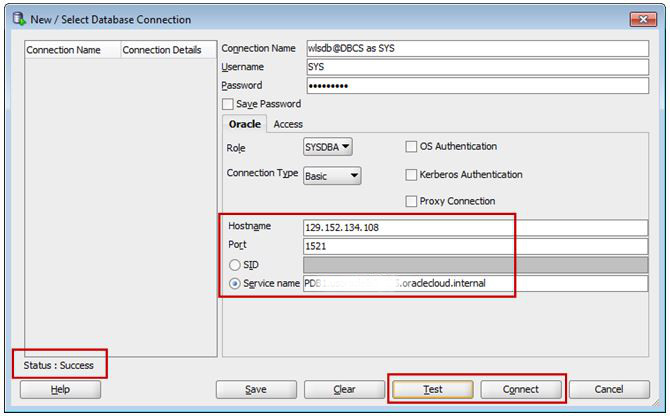 New / Select Database Connection
Connection Name Connection Details
Connection Name wlsdb@DBCS as SYS
Username SYS
Password •••••••••
Save Password
Oracle Access
Role SYSDBA OS Authentication
Connection Type Basic Kerberos Authentication
Proxy Connection
Hostname 129.152.134.108
Port 1521
SID
Service name PDB .oraclecloud.internal
Status : Success
Help Save Clear Test Connect Cancel